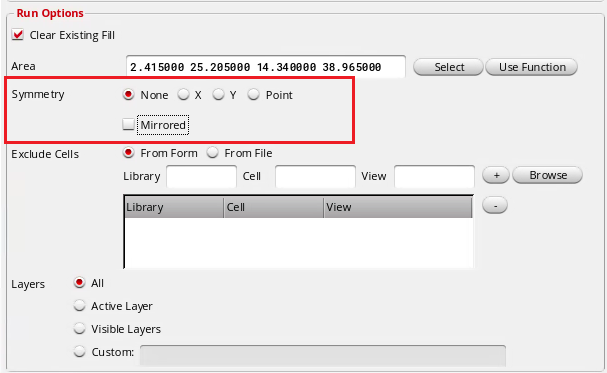 Run Options
Clear Existing Fill
Area 2.415000 25.205000 14.340000 38.965000 Select Use Function
Symmetry None X Y Point
Mirrored
Exclude Cells From Form From File
Library Cell View + Browse
Library Cell View -
Layers All
Active Layer
Visible Layers
Custom: